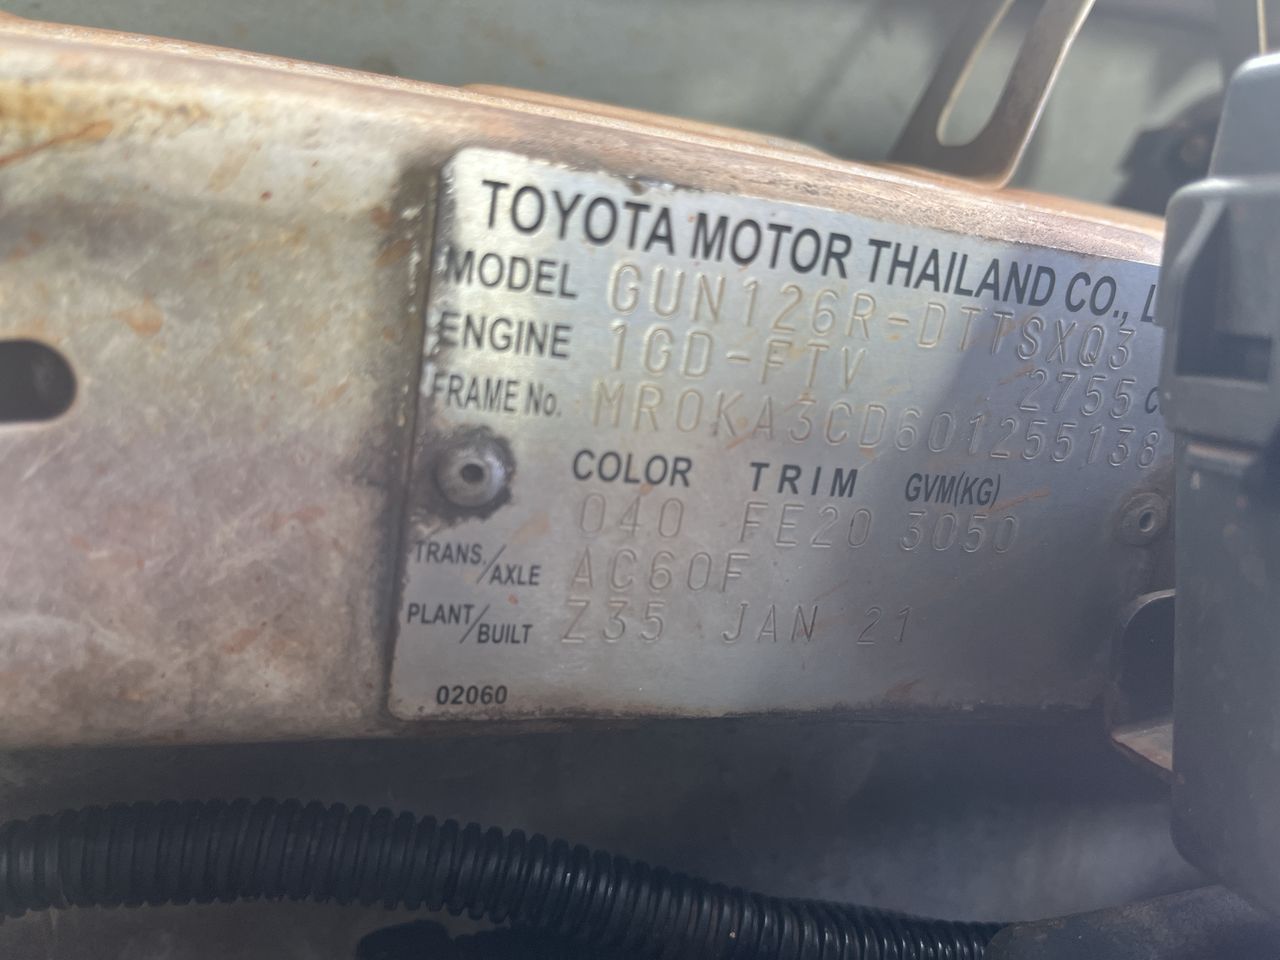 TOYOTA MOTOR THAILAND CO., L
MODEL GUN126R-DTTSXQ3
ENGINE 1GD-FTV 2755 c
FRAME No. MR0KA3CD601255138
COLOR TRIM GVM(KG)
040 FE20 3050
TRANS./AXLE AC60F
PLANT/BUILT Z35 JAN 21
02060